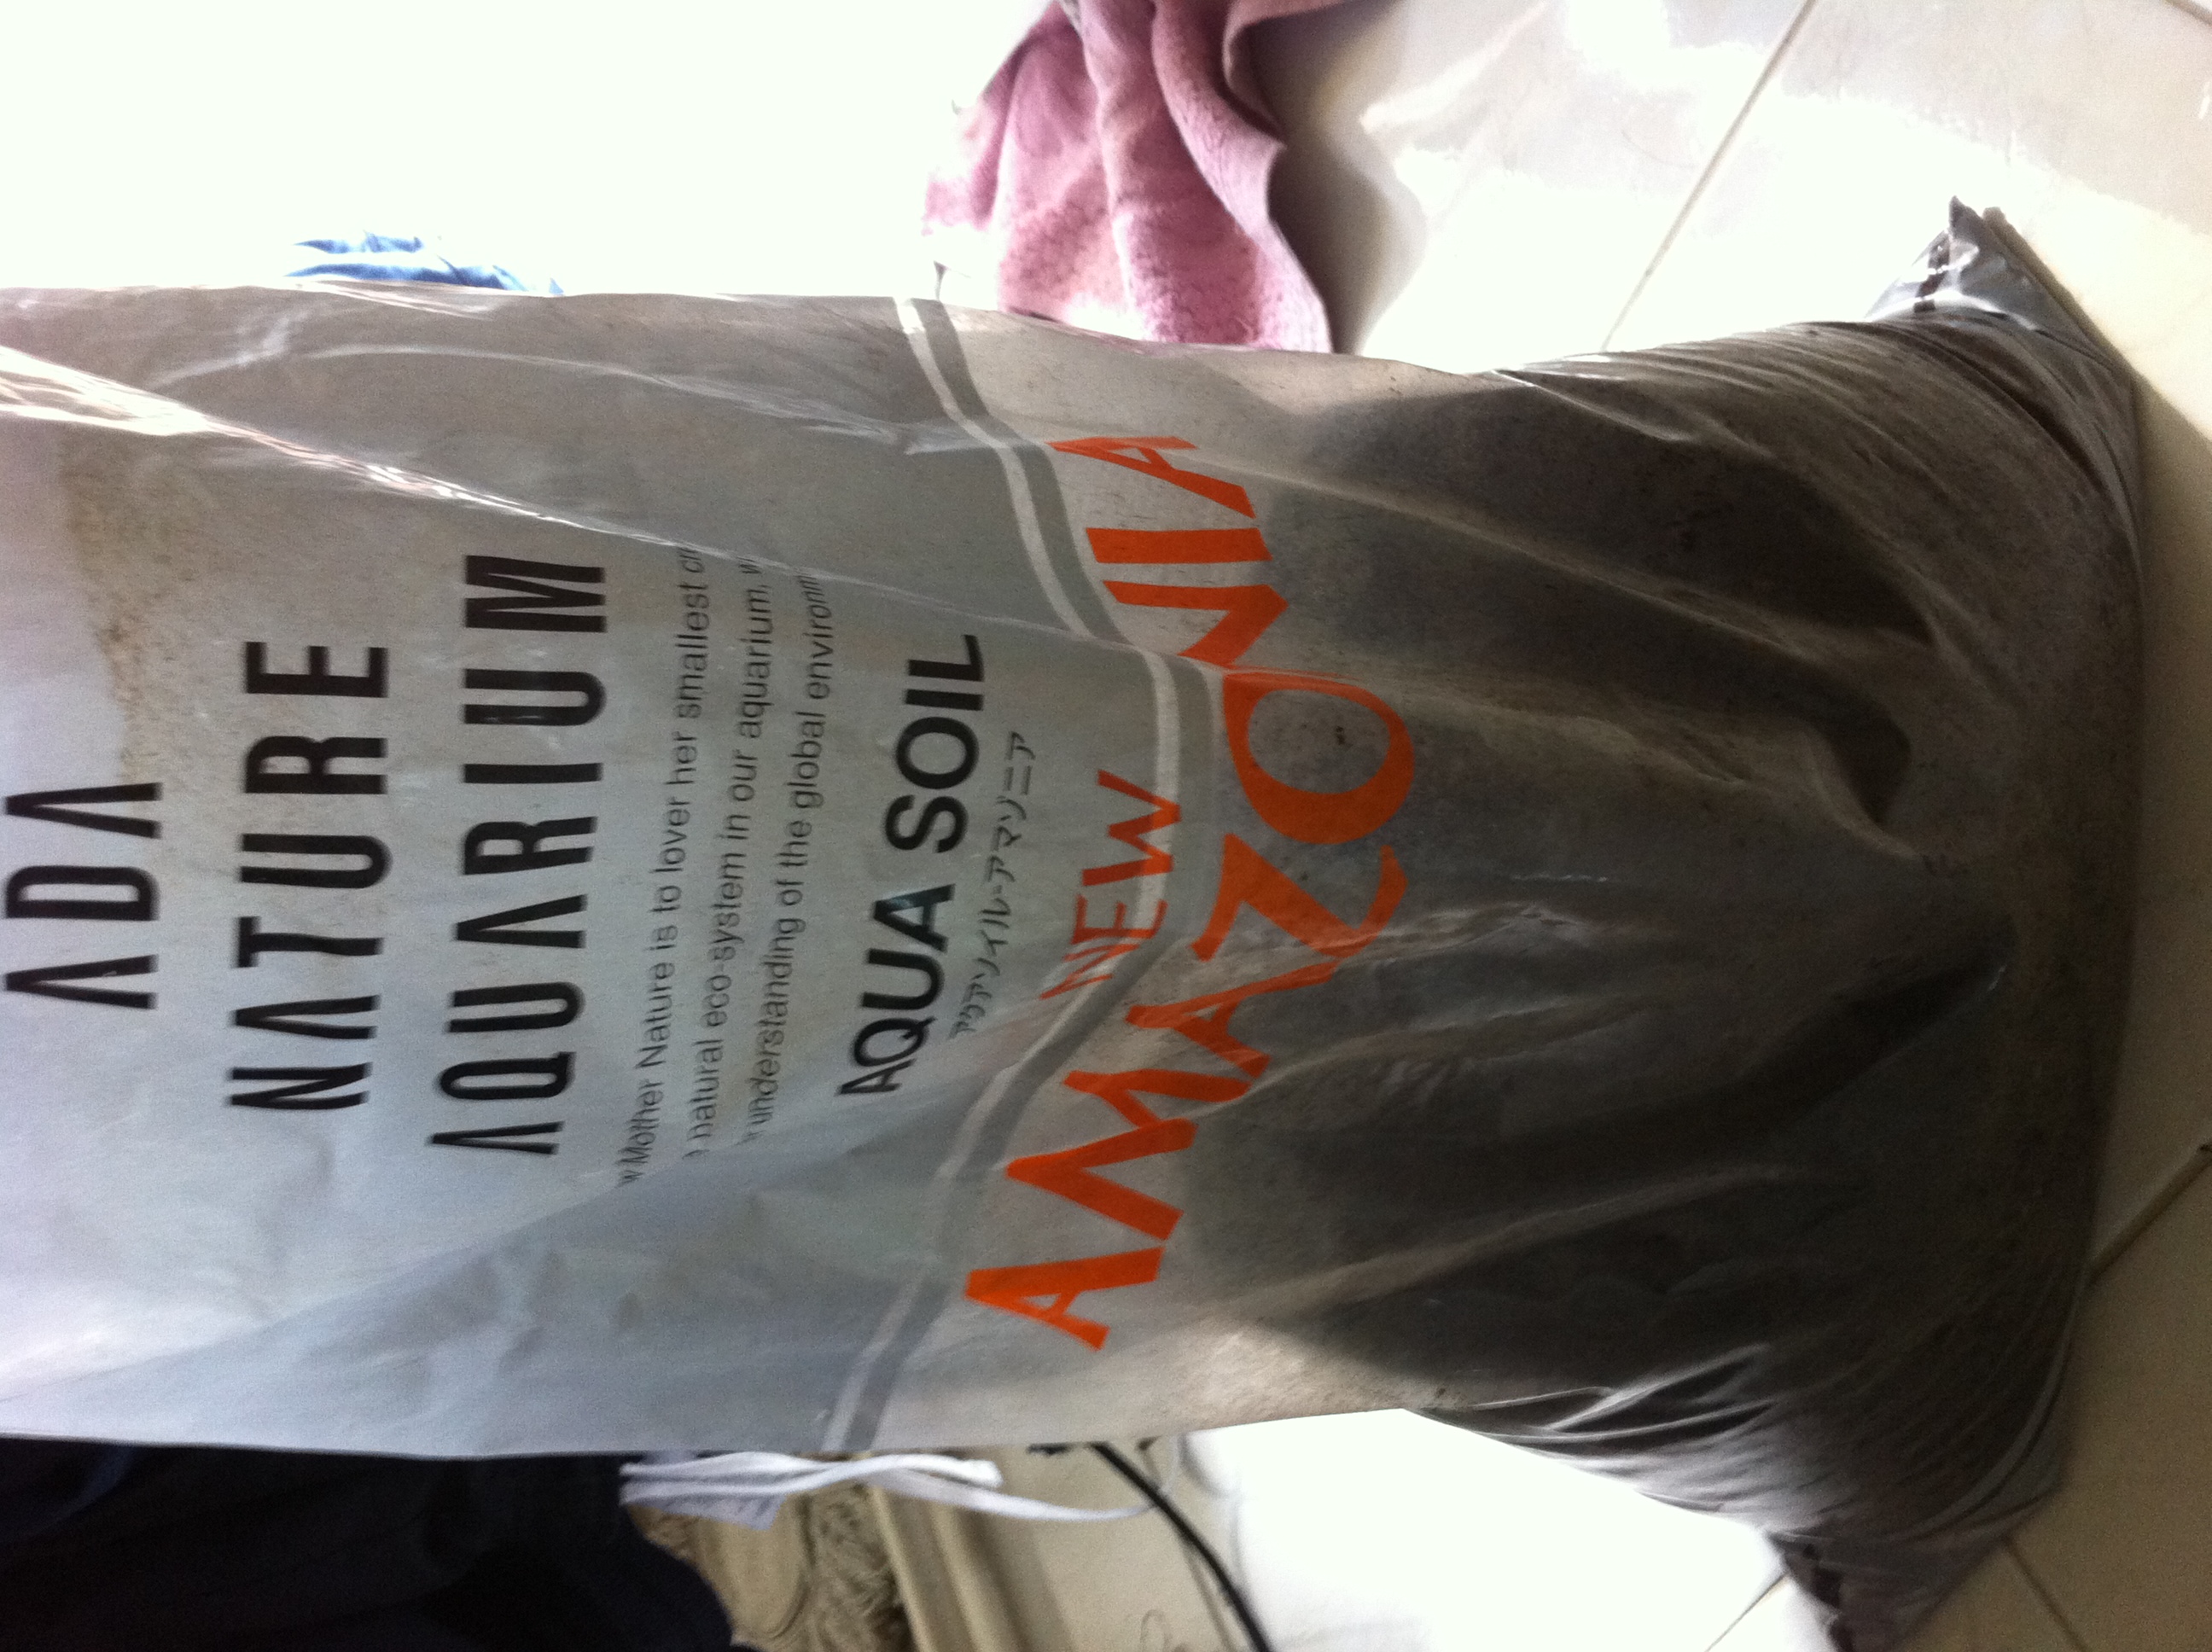 ADA
NATURE
AQUARIUM
Mother Nature is to lover her smallest
natural eco-system in our aquarium,
understanding of the global
AQUA SOIL
アクアソイル-アマゾニア
NEW
AMAZONIA